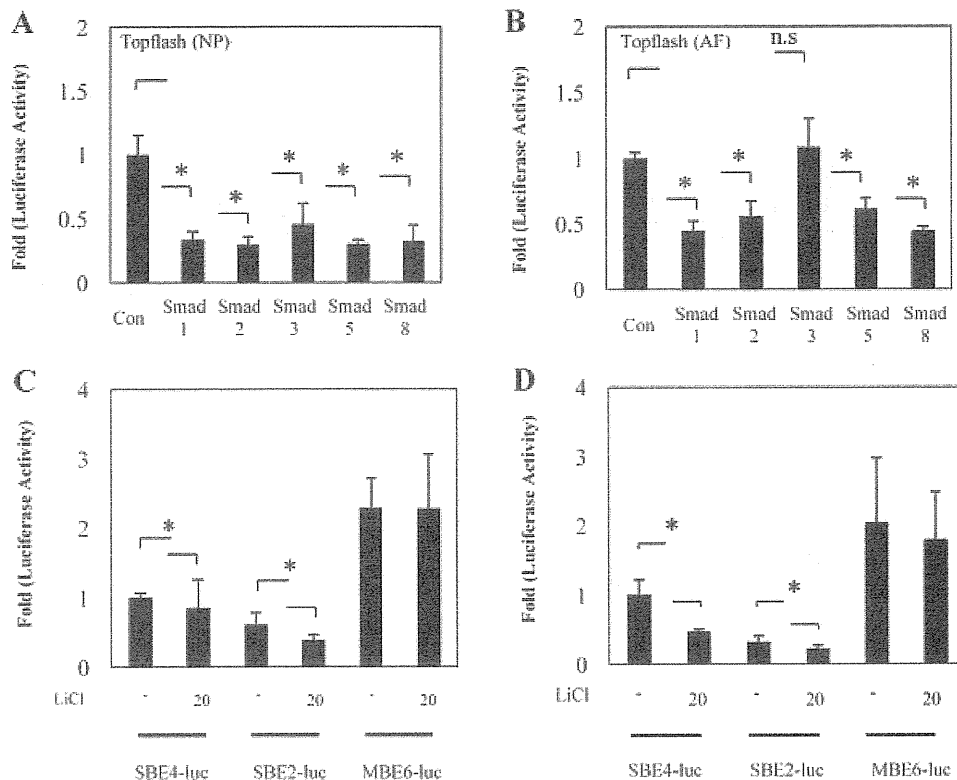 A
Topflash (NP)
Fold (Luciferase Activity)
2
1.5
1
0.5
0
*
*
*
*
*
Con
Smad 1
Smad 2
Smad 3
Smad 5
Smad 8
B
Topflash (AF)
n.s
Fold (Luciferase Activity)
2
1.5
1
0.5
0
*
*
*
*
Con
Smad 1
Smad 2
Smad 3
Smad 5
Smad 8
C
Fold (Luciferase Activity)
4
3
2
1
0
*
*
LiCl
-
20
-
20
-
20
SBE4-luc
SBE2-luc
MBE6-luc
D
Fold (Luciferase Activity)
4
3
2
1
0
*
*
LiCl
-
20
-
20
-
20
SBE4-luc
SBE2-luc
MBE6-luc